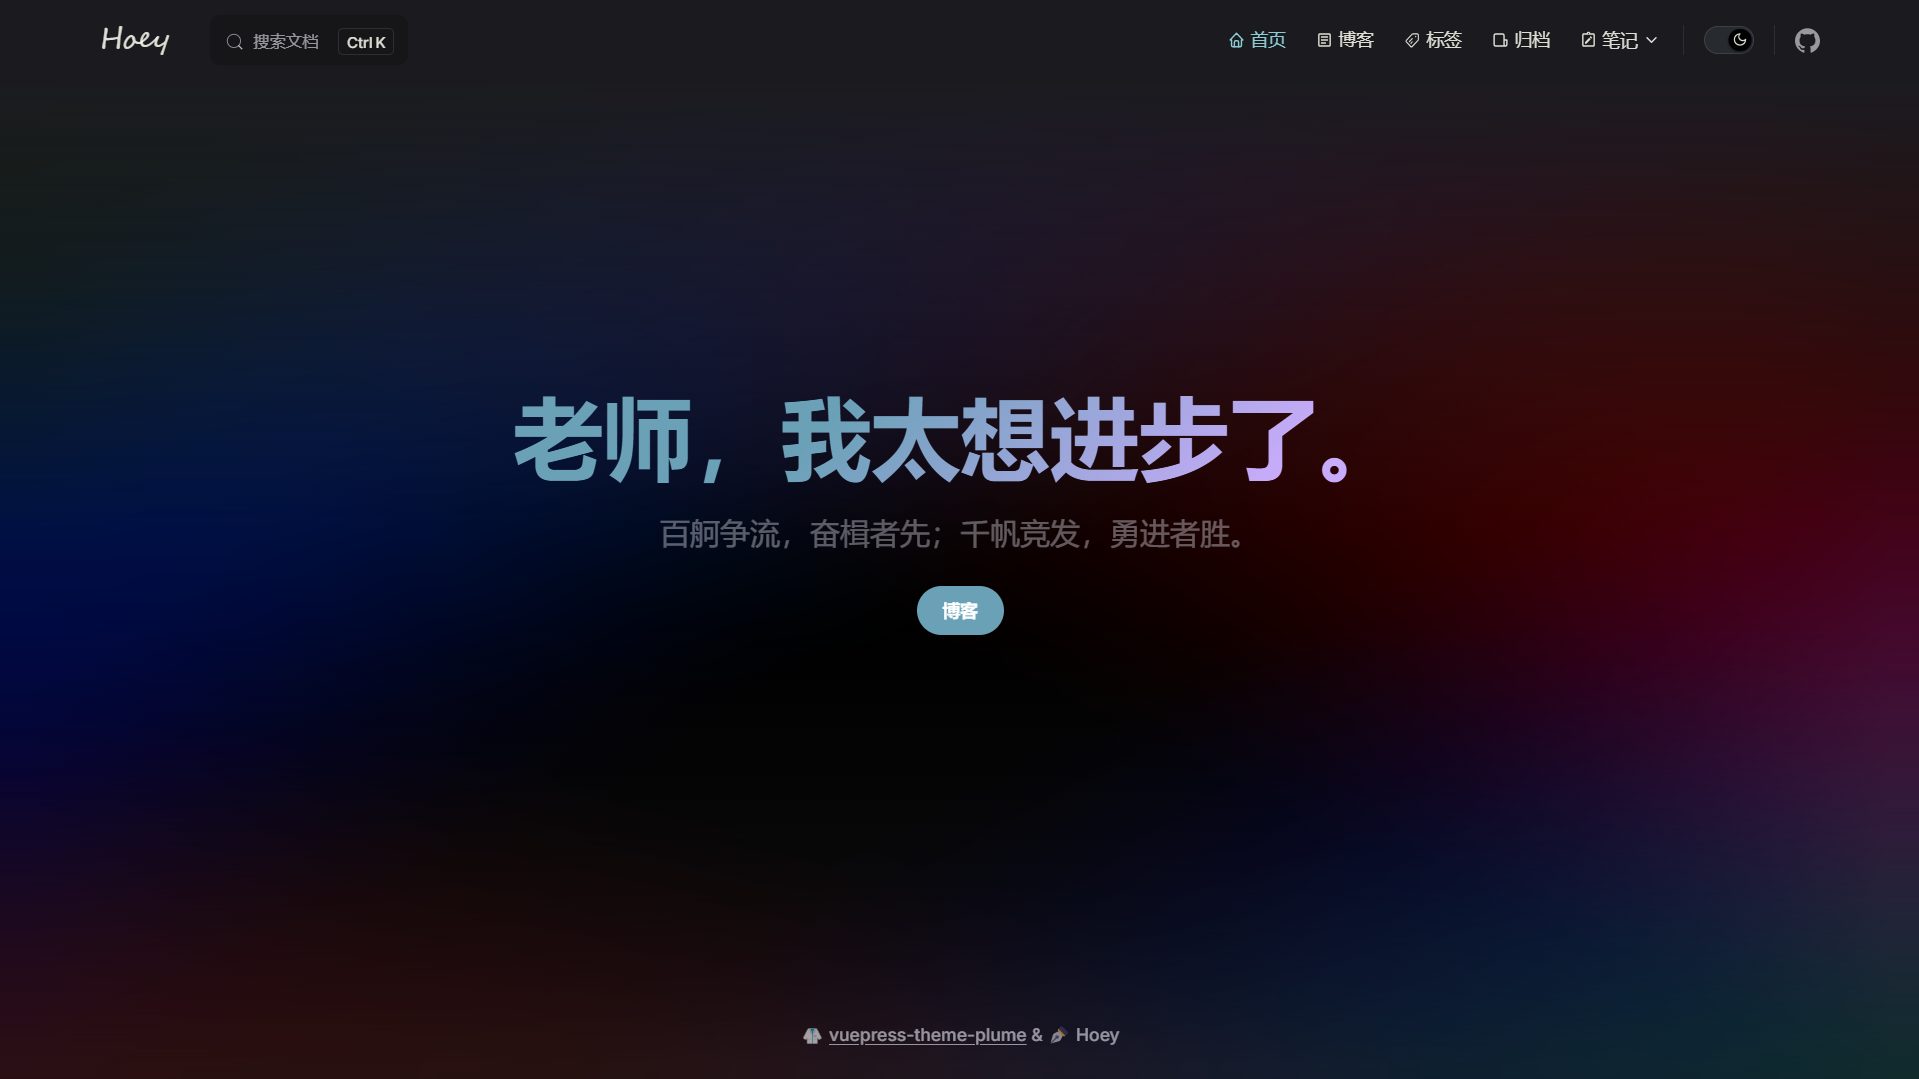 Hoey
搜索文档 Ctrl K
首页 博客 标签 归档 笔记
老师，我太想进步了。
百舸争流，奋楫者先；千帆竞发，勇进者胜。
博客
vuepress-theme-plume & Hoey